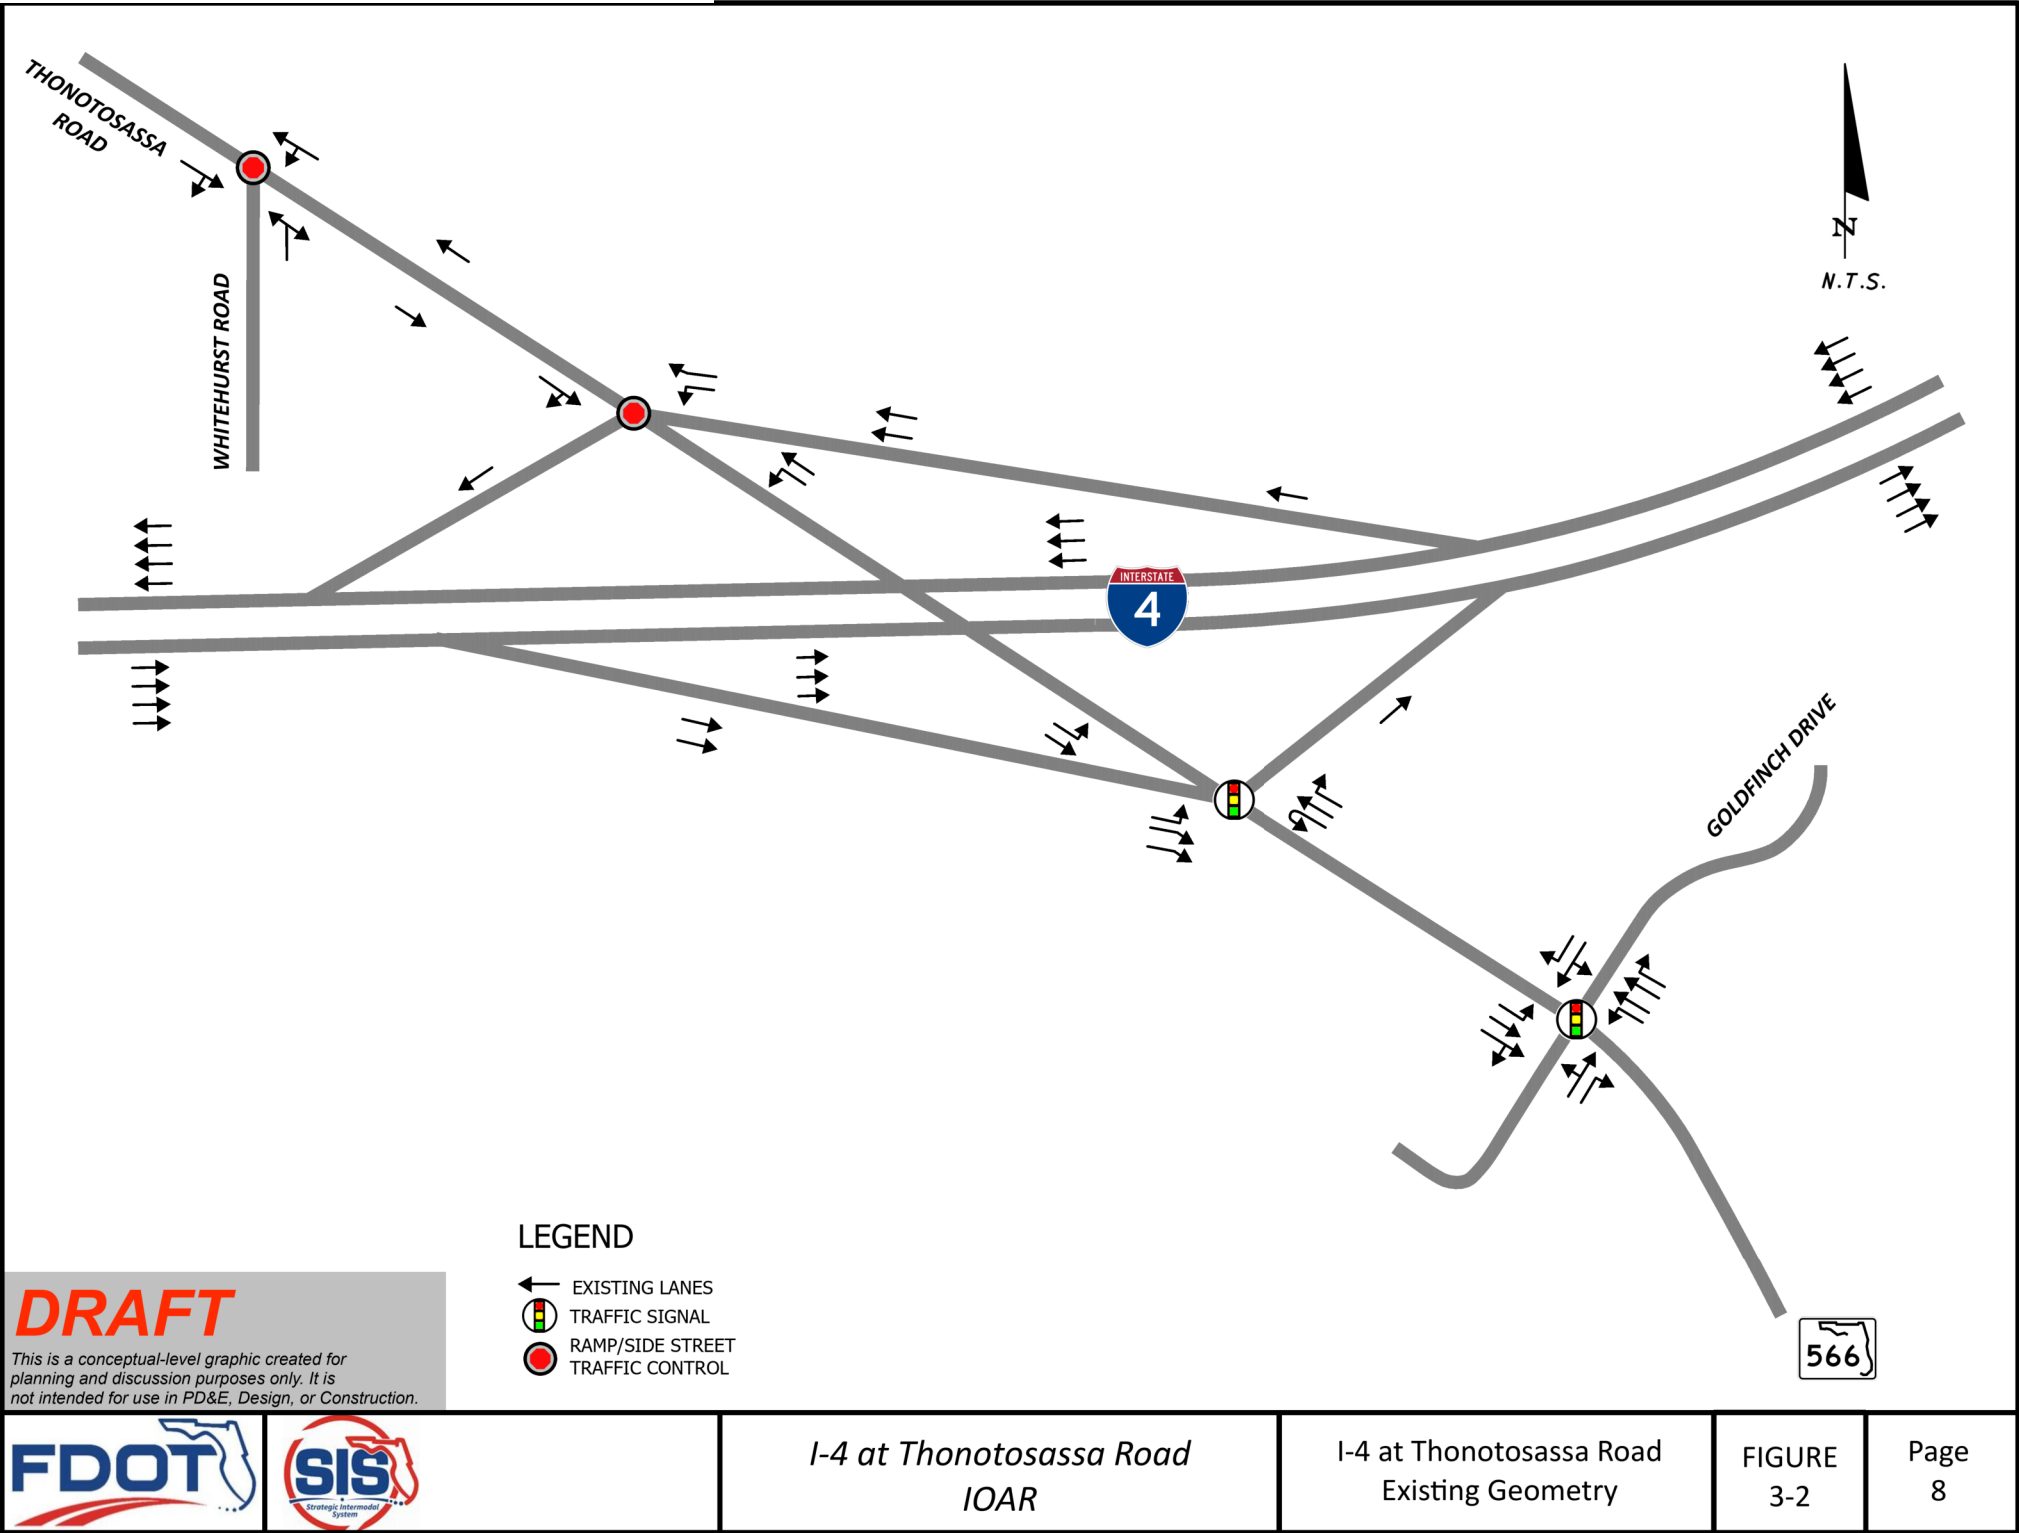 THONOTOSASSA
ROAD
WHITEHURST ROAD
N
N.T.S.
INTERSTATE
4
GOLDFINCH DRIVE
566
LEGEND
EXISTING LANES
TRAFFIC SIGNAL
RAMP/SIDE STREET
TRAFFIC CONTROL
DRAFT
This is a conceptual-level graphic created for
planning and discussion purposes only. It is
not intended for use in PD&E, Design, or Construction.
FDOT
SIS
Strategic Intermodal
System
I-4 at Thonotosassa Road
IOAR
I-4 at Thonotosassa Road
Existing Geometry
FIGURE
3-2
Page
8